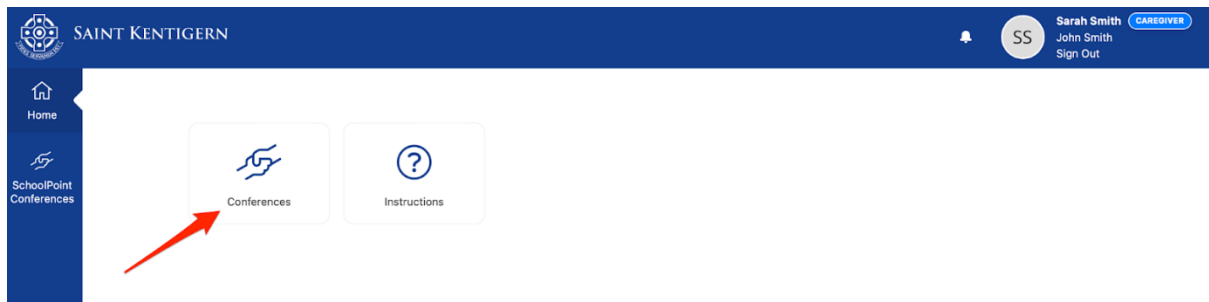 SAINT KENTIGERN
SS
Sarah Smith CAREGIVER
John Smith
Sign Out
Home
SchoolPoint
Conferences
Conferences
?
Instructions